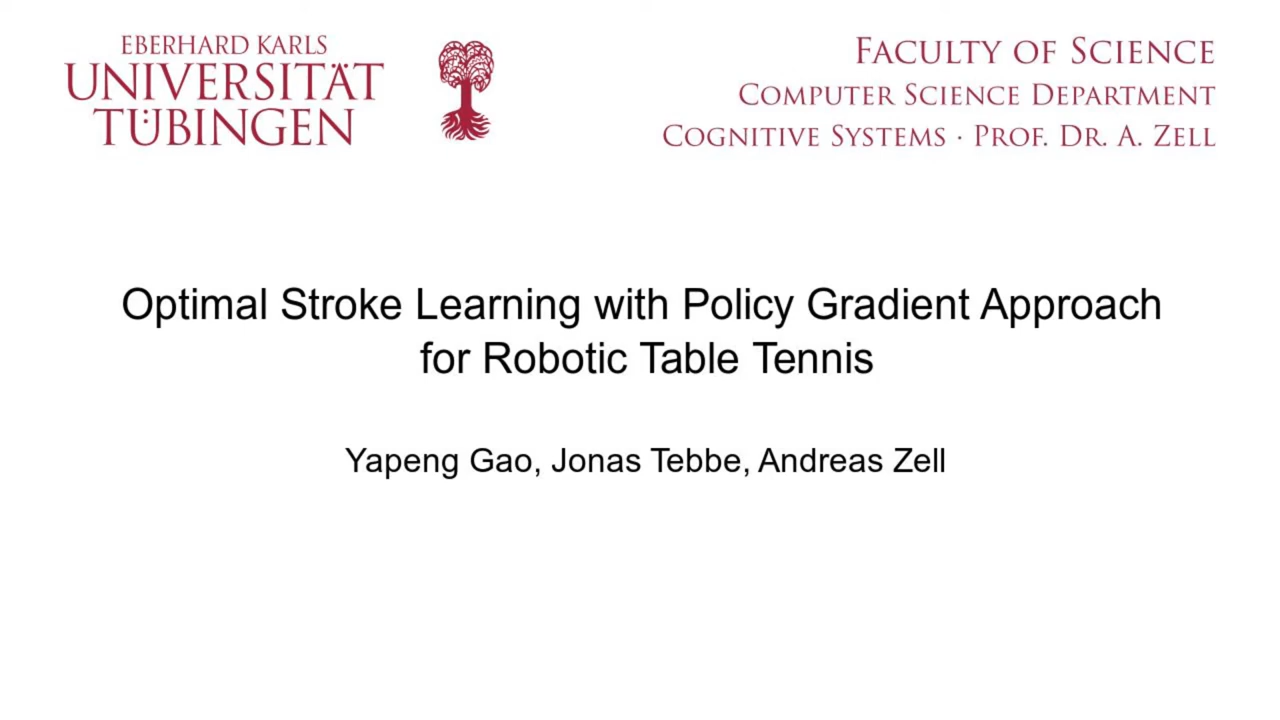 EBERHARD KARLS
UNIVERSITÄT
TÜBINGEN
FACULTY OF SCIENCE
COMPUTER SCIENCE DEPARTMENT
COGNITIVE SYSTEMS · PROF. DR. A. ZELL
Optimal Stroke Learning with Policy Gradient Approach
for Robotic Table Tennis
Yapeng Gao, Jonas Tebbe, Andreas Zell